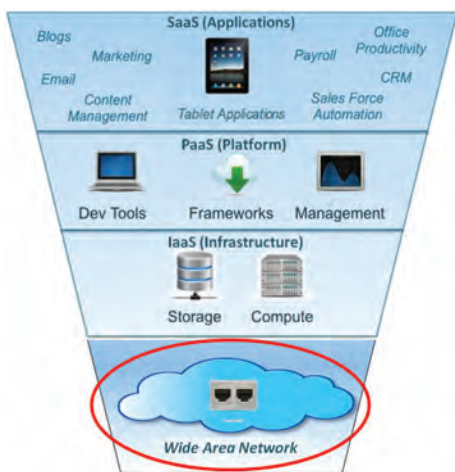 SaaS (Applications)
Blogs
Office
Productivity
Marketing
Payroll
Email
CRM
Content
Management
Tablet Applications
Sales Force
Automation
PaaS (Platform)
Dev Tools
Frameworks
Management
IaaS (Infrastructure)
Storage
Compute
Wide Area Network